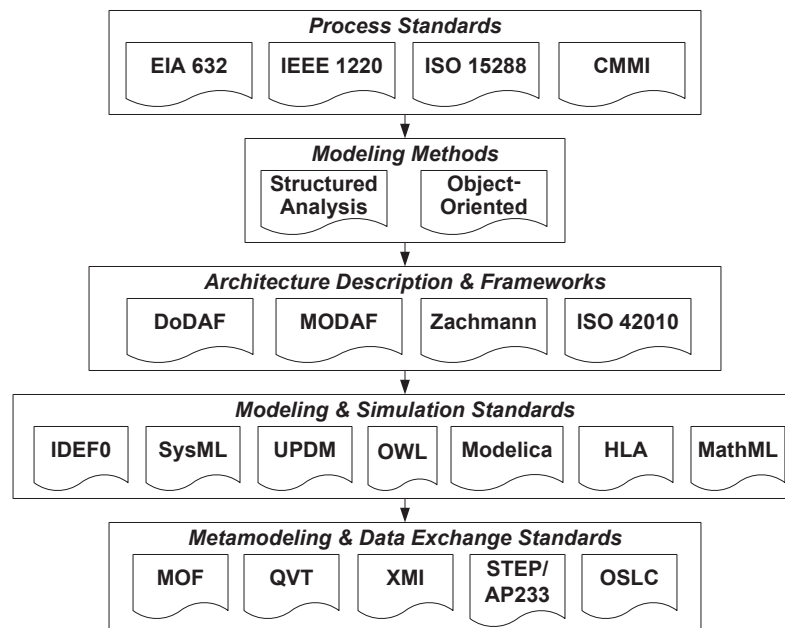 Process Standards
EIA 632 IEEE 1220 ISO 15288 CMMI
Modeling Methods
Structured Analysis Object-Oriented
Architecture Description & Frameworks
DoDAF MODAF Zachmann ISO 42010
Modeling & Simulation Standards
IDEF0 SysML UPDM OWL Modelica HLA MathML
Metamodeling & Data Exchange Standards
MOF QVT XMI STEP/AP233 OSLC